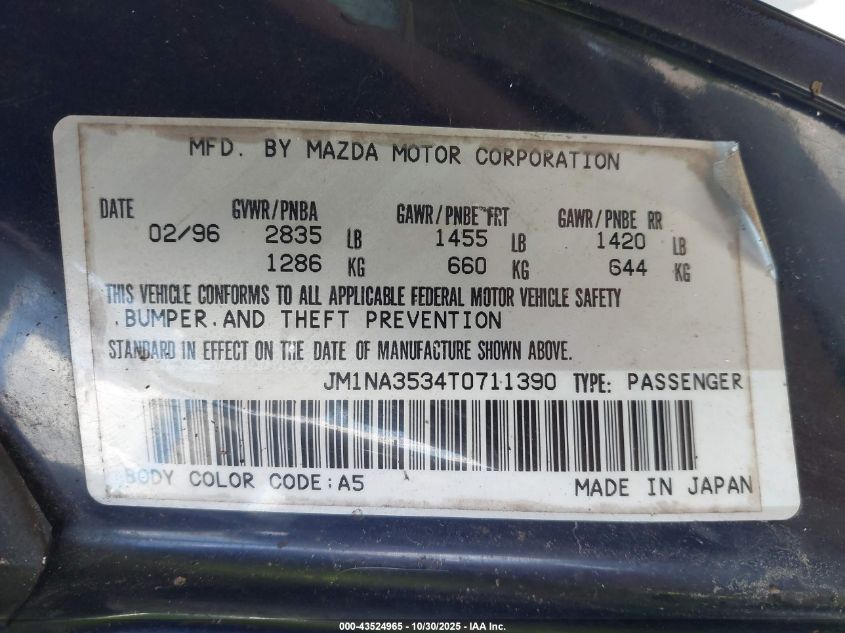 MFD. BY MAZDA MOTOR CORPORATION
DATE GVWR/PNBA GAWR/PNBE FRT GAWR/PNBE RR
02/96 2835 LB 1455 LB 1420 LB
1286 KG 660 KG 644 KG
THIS VEHICLE CONFORMS TO ALL APPLICABLE FEDERAL MOTOR VEHICLE SAFETY
.BUMPER.AND THEFT PREVENTION
STANDARD IN EFFECT ON THE DATE OF MANUFACTURE SHOWN ABOVE.
JM1NA3534T0711390 TYPE: PASSENGER
BODY COLOR CODE:A5 MADE IN JAPAN
000-43524965 - 10/30/2025 - IAA Inc.